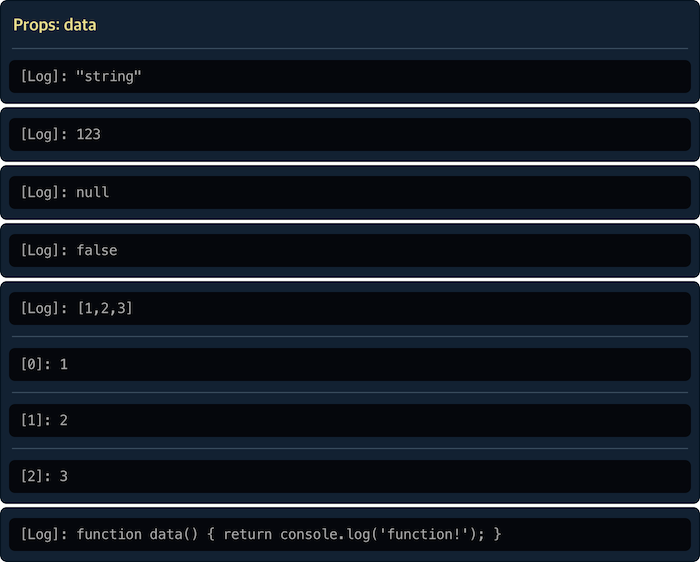 Props: data
[Log]: "string"
[Log]: 123
[Log]: null
[Log]: false
[Log]: [1,2,3]
[0]: 1
[1]: 2
[2]: 3
[Log]: function data() { return console.log('function!'); }